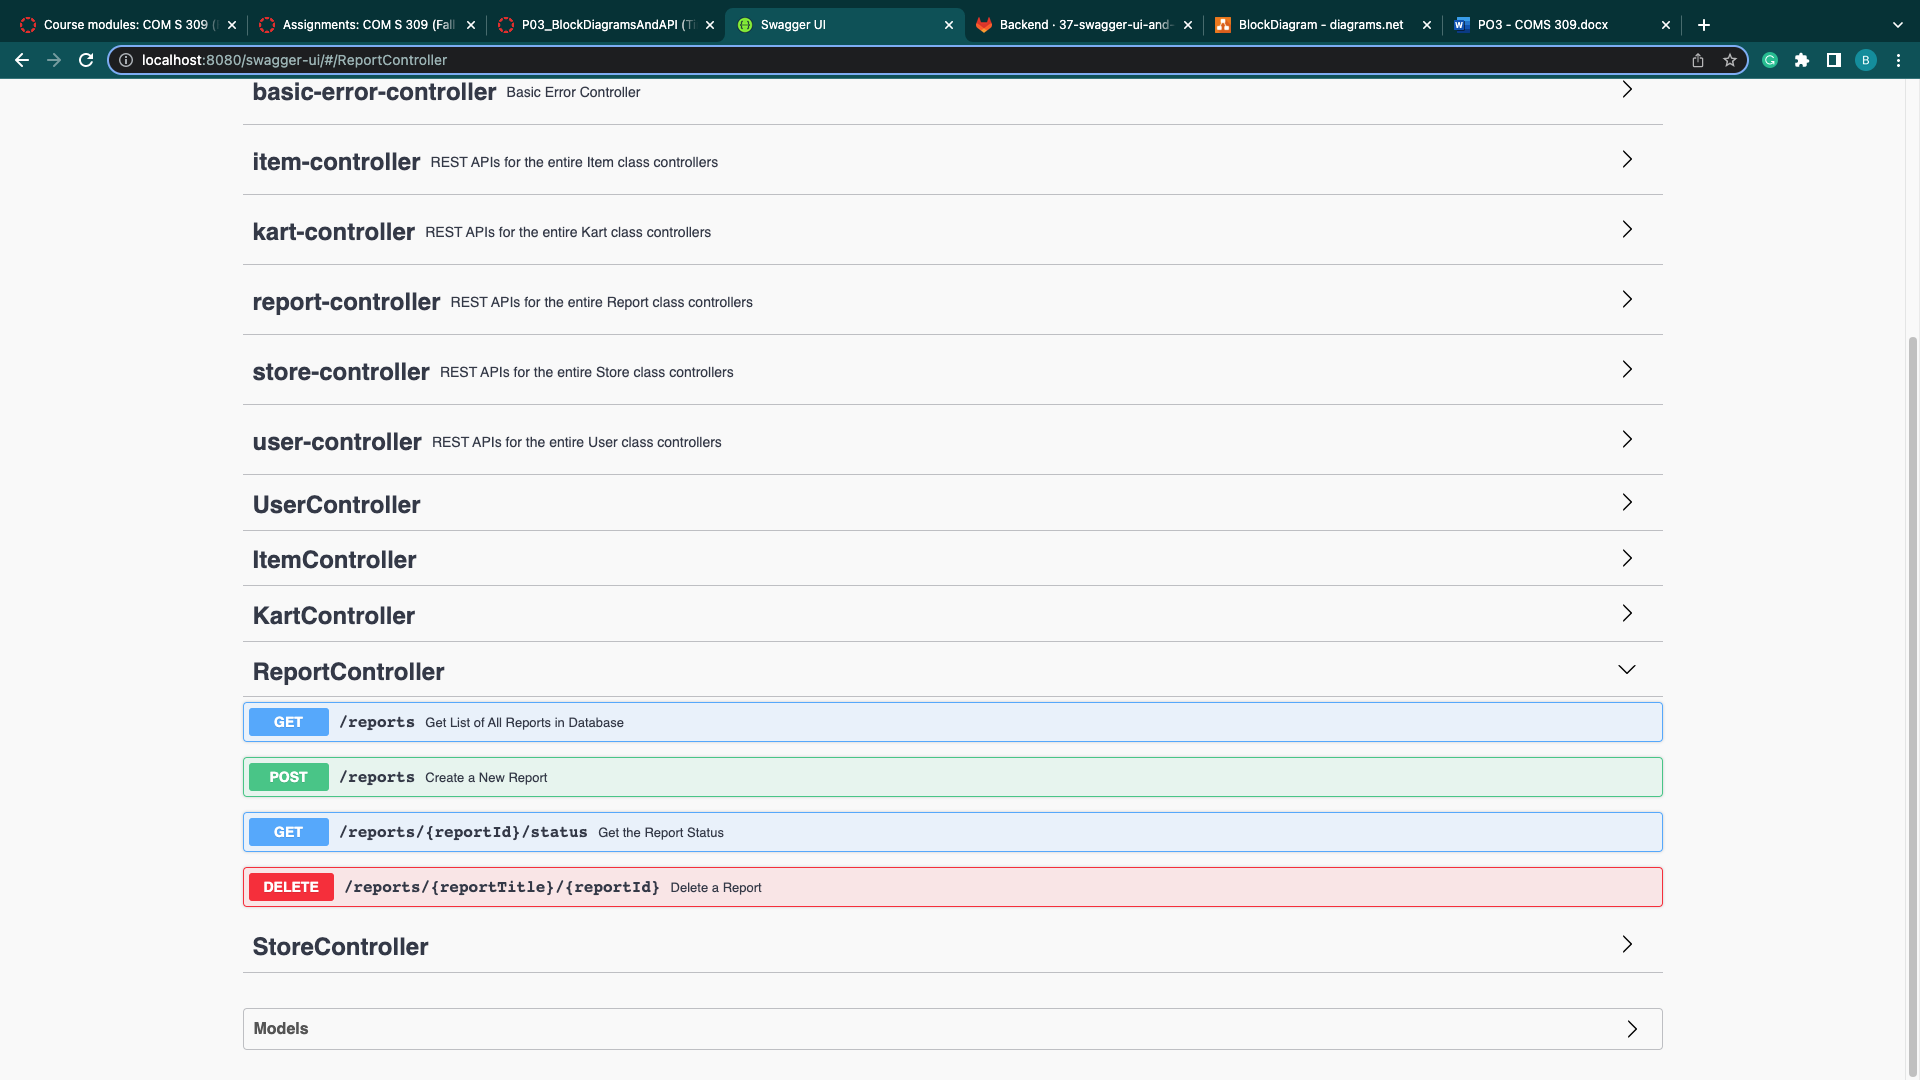 Course modules: COM S 309 (
Assignments: COM S 309 (Fall
P03_BlockDiagramsAndAPI (Ti
Swagger UI
Backend · 37-swagger-ui-and-
BlockDiagram - diagrams.net
PO3 - COMS 309.docx
localhost:8080/swagger-ui/#/ReportController
B
basic-error-controller Basic Error Controller
item-controller REST APIs for the entire Item class controllers
kart-controller REST APIs for the entire Kart class controllers
report-controller REST APIs for the entire Report class controllers
store-controller REST APIs for the entire Store class controllers
user-controller REST APIs for the entire User class controllers
UserController
ItemController
KartController
ReportController
GET /reports Get List of All Reports in Database
POST /reports Create a New Report
GET /reports/{reportId}/status Get the Report Status
DELETE /reports/{reportTitle}/{reportId} Delete a Report
StoreController
Models